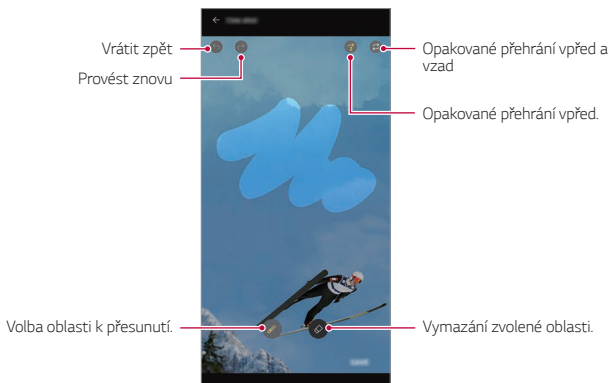 Vrátit zpět
Provést znovu
Opakované přehrání vpřed a
vzad
Opakované přehrání vpřed.
Volba oblasti k přesunutí.
Vymazání zvolené oblasti.